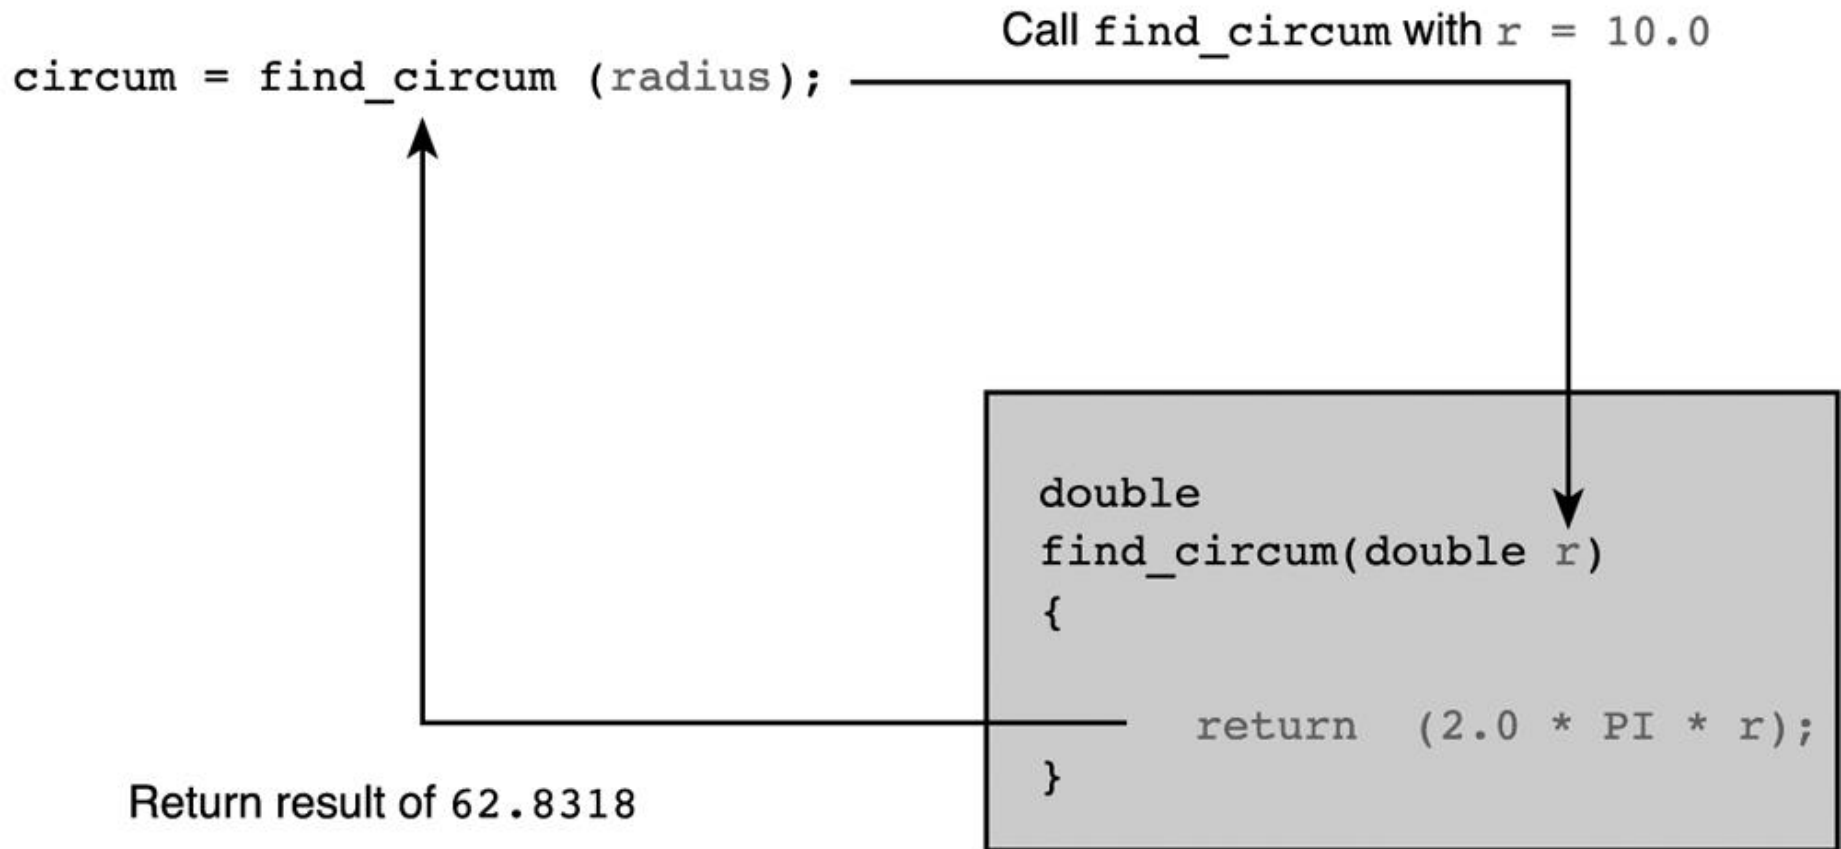 Call find_circum with r = 10.0
circum = find_circum (radius);
double
find_circum(double r)
{
return (2.0 * PI * r);
}
Return result of 62.8318